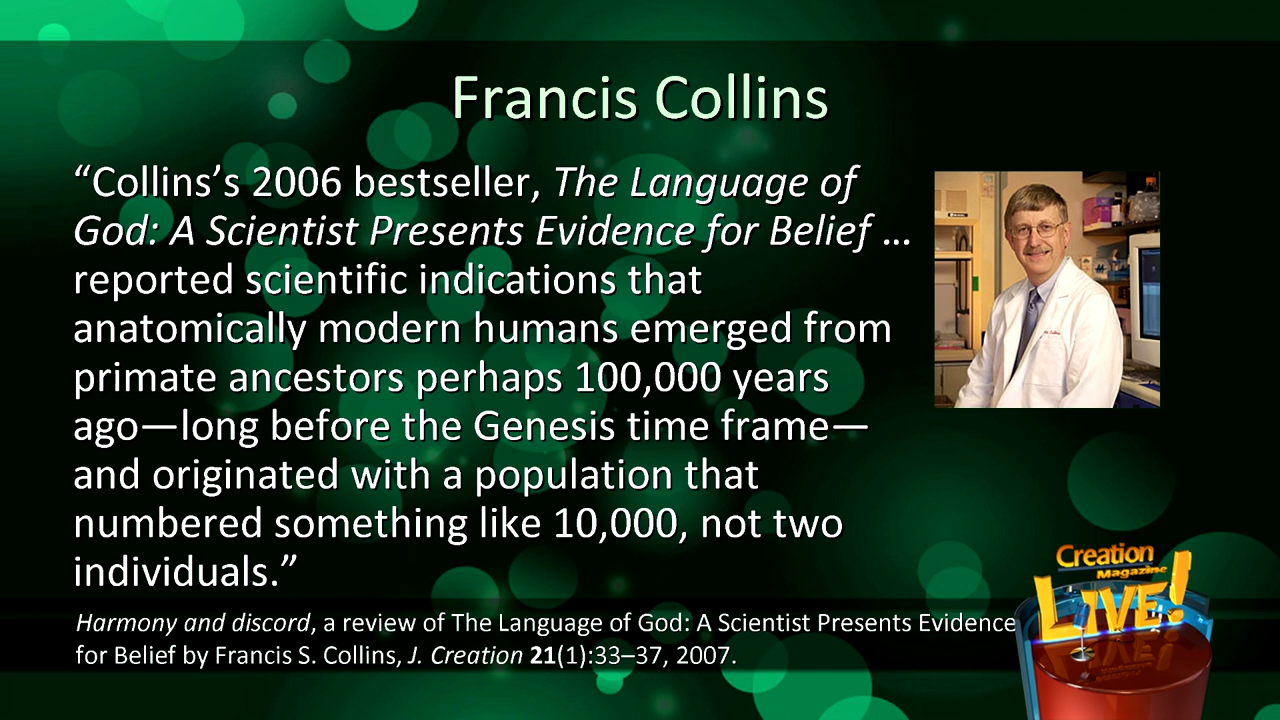 Francis Collins
“Collins’s 2006 bestseller, The Language of
God: A Scientist Presents Evidence for Belief …
reported scientific indications that
anatomically modern humans emerged from
primate ancestors perhaps 100,000 years
ago—long before the Genesis time frame—
and originated with a population that
numbered something like 10,000, not two
individuals.”
Harmony and discord, a review of The Language of God: A Scientist Presents Evidence
for Belief by Francis S. Collins, J. Creation 21(1):33–37, 2007.
Creation
Magazine
LIVE!